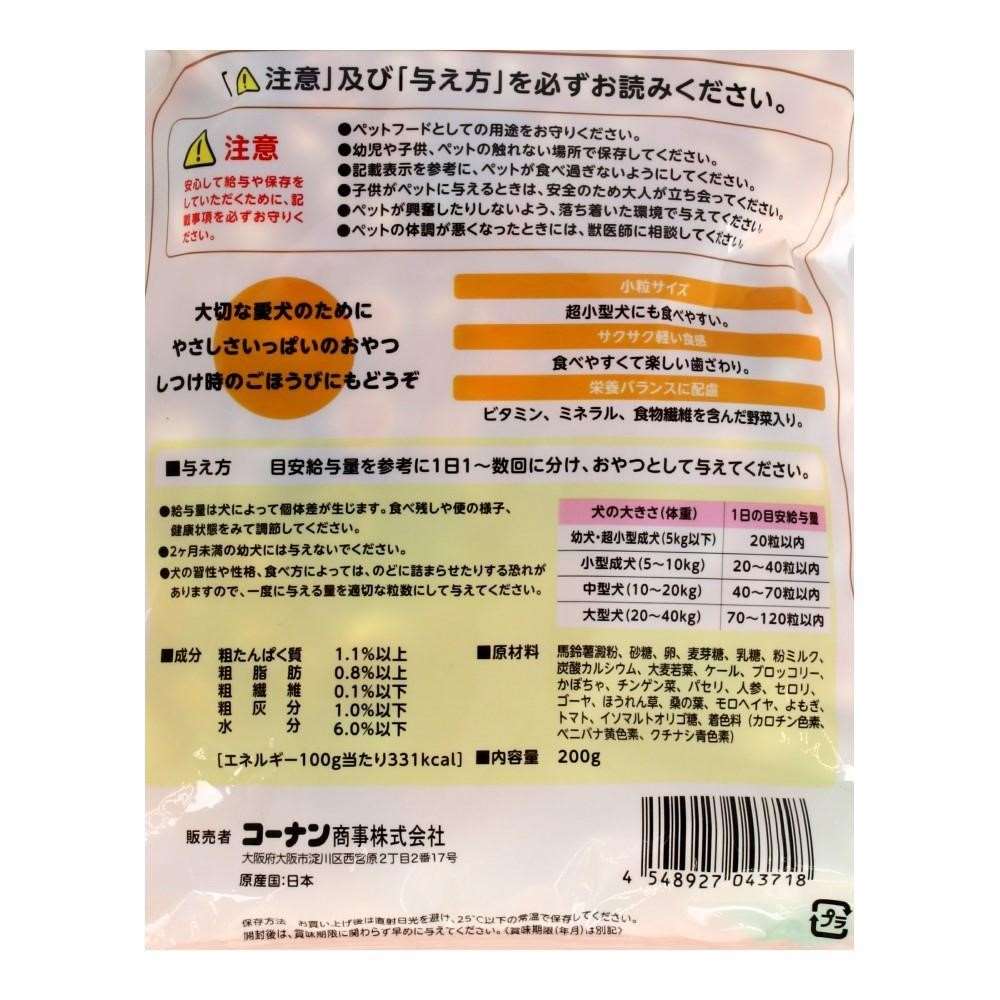 「⚠注意」及び「与え方」を必ずお読みください。
⚠注意
安心して給与や保存を
していただくために、記
載事項を必ずお守りく
ださい。
●ペットフードとしての用途をお守りください。
●幼児や子供、ペットの触れない場所で保存してください。
●記載表示を参考に、ペットが食べ過ぎないようにしてください。
●子供がペットに与えるときは、安全のため大人が立ち会ってください。
●ペットが興奮したりしないよう、落ち着いた環境で与えてください。
●ペットの体調が悪くなったときには、獣医師に相談してください。
大切な愛犬のために
やさしさいっぱいのおやつ
しつけ時のごほうびにもどうぞ
小粒サイズ
超小型犬にも食べやすい。
サクサク軽い食感
食べやすくて楽しい歯ざわり。
栄養バランスに配慮
ビタミン、ミネラル、食物繊維を含んだ野菜入り。
■与え方 目安給与量を参考に1日1〜数回に分け、おやつとして与えてください。
●給与量は犬によって個体差が生じます。食べ残しや便の様子、
健康状態をみて調節してください。
●2ヶ月未満の幼犬には与えないでください。
●犬の習性や性格、食べ方によっては、のどに詰まらせたりする恐れが
ありますので、一度に与える量を適切な粒数にして与えてください。
犬の大きさ(体重) 1日の目安給与量
幼犬・超小型成犬(5kg以下) 20粒以内
小型成犬(5〜10kg) 20〜40粒以内
中型犬(10〜20kg) 40〜70粒以内
大型犬(20〜40kg) 70〜120粒以内
■成分 粗たんぱく質 1.1%以上
粗脂肪 0.8%以上
粗繊維 0.1%以下
粗灰分 1.0%以下
水分 6.0%以下
[エネルギー100g当たり331kcal]
■原材料 馬鈴薯澱粉、砂糖、卵、麦芽糖、乳糖、粉ミルク、
炭酸カルシウム、大麦若葉、ケール、ブロッコリー、
かぼちゃ、チンゲン菜、パセリ、人参、セロリ、
ゴーヤ、ほうれん草、桑の葉、モロヘイヤ、よもぎ、
トマト、イソマルトオリゴ糖、着色料(カロチン色素、
ベニバナ黄色素、クチナシ青色素)
■内容量 200g
販売者 コーナン商事株式会社
大阪府大阪市淀川区西宮原2丁目2番17号
原産国:日本
4 548927 043718
プラ
保存方法 お買い上げ後は直射日光を避け、25℃以下の常温で保存してください。
開封後は、賞味期限に関わらず早めに与えてください。〈賞味期限(年月)は別記〉